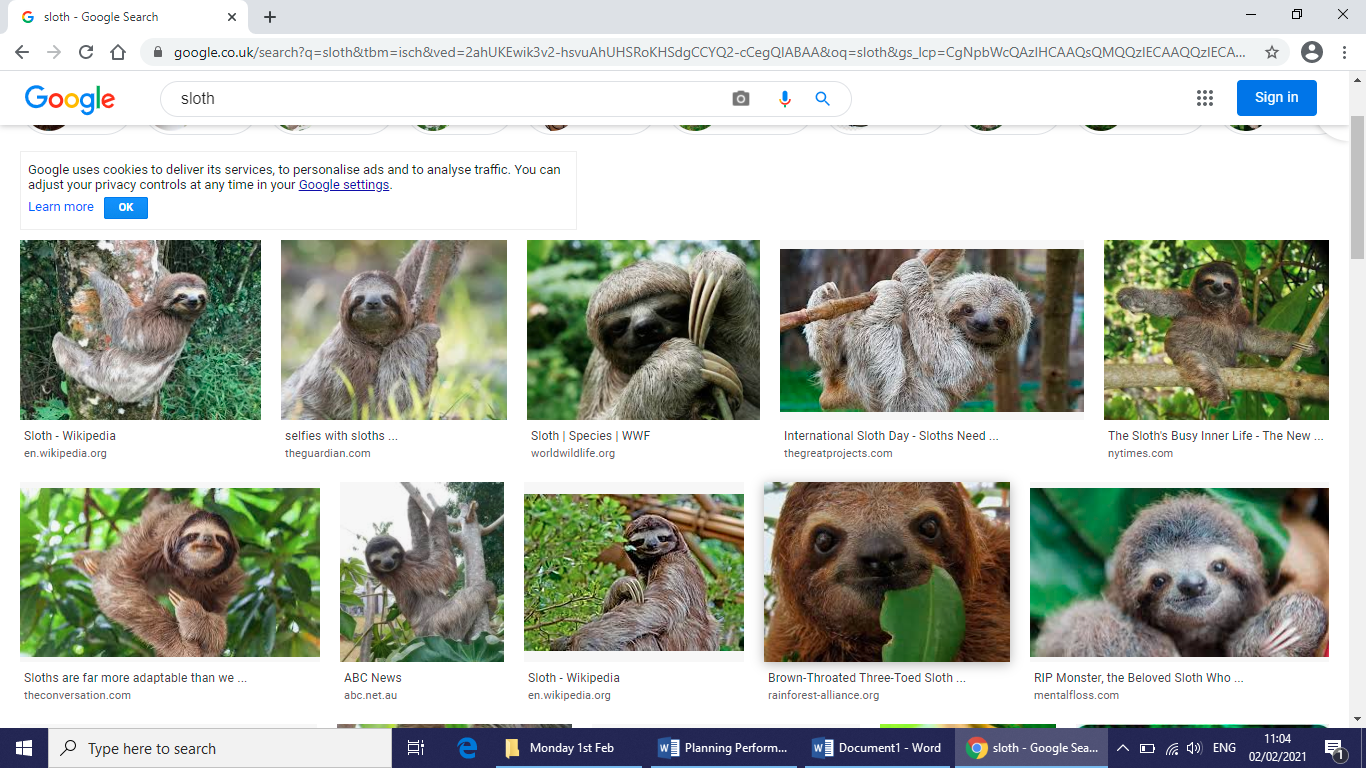 sloth - Google Search
google.co.uk/search?q=sloth&tbm=isch&ved=2ahUKEwik3v2-hsvuAhUHSRoKHSdgCCYQ2-cCegQIABAA&oq=sloth&gs_lcp=CgNpbWcQAzIHCAAQsQMQQzIECAAQQzIECA...
Google
sloth
Sign in
Google uses cookies to deliver its services, to personalise ads and to analyse traffic. You can
adjust your privacy controls at any time in your Google settings.
Learn more OK
Sloth - Wikipedia
en.wikipedia.org
selfies with sloths ...
theguardian.com
Sloth | Species | WWF
worldwildlife.org
International Sloth Day - Sloths Need ...
thegreatprojects.com
The Sloth's Busy Inner Life - The New ...
nytimes.com
Sloths are far more adaptable than we ...
theconversation.com
ABC News
abc.net.au
Sloth - Wikipedia
en.wikipedia.org
Brown-Throated Three-Toed Sloth ...
rainforest-alliance.org
RIP Monster, the Beloved Sloth Who ...
mentalfloss.com
Type here to search
Monday 1st Feb
Planning Perform...
Document1 - Word
sloth - Google Sea...
ENG
11:04
02/02/2021
1